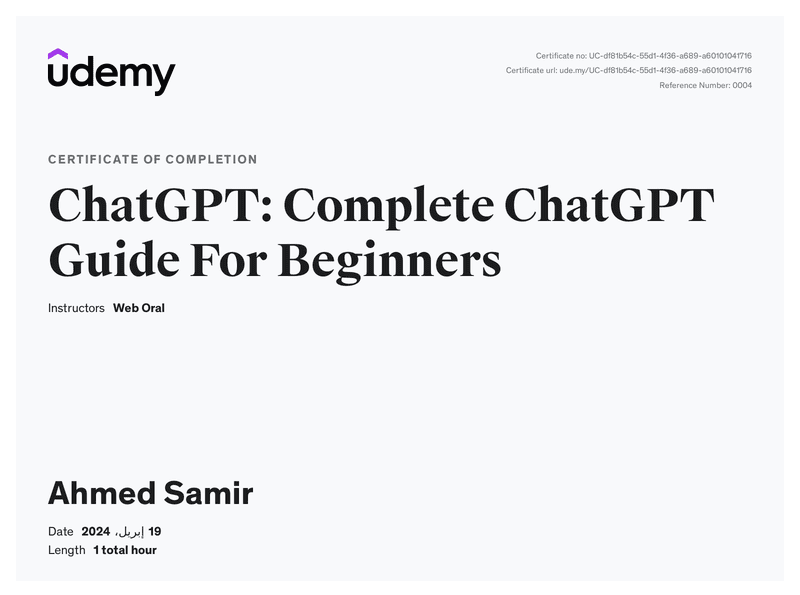 udemy
Certificate no: UC-df81b54c-55d1-4f36-a689-a60101041716
Certificate url: ude.my/UC-df81b54c-55d1-4f36-a689-a60101041716
Reference Number: 0004
CERTIFICATE OF COMPLETION
ChatGPT: Complete ChatGPT
Guide For Beginners
Instructors Web Oral
Ahmed Samir
Date 19 إبريل، 2024
Length 1 total hour